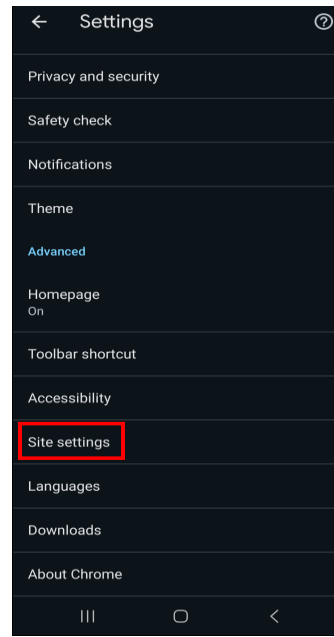 Settings
Privacy and security
Safety check
Notifications
Theme
Advanced
Homepage
On
Toolbar shortcut
Accessibility
Site settings
Languages
Downloads
About Chrome